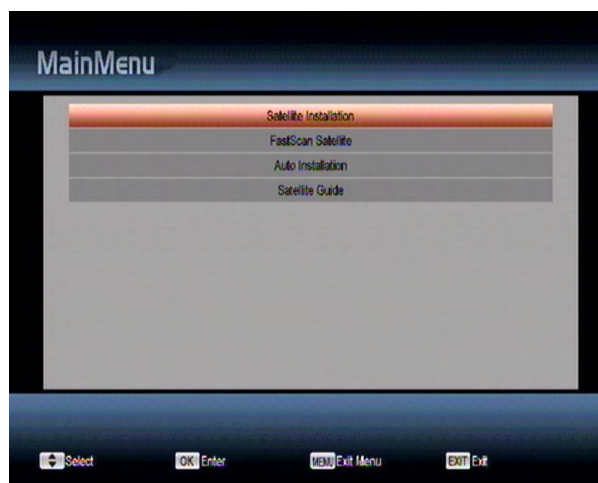 MainMenu
Satellite Installation
FastScan Satellite
Auto Installation
Satellite Guide
Select OK Enter MENU Exit Menu EXIT Exit